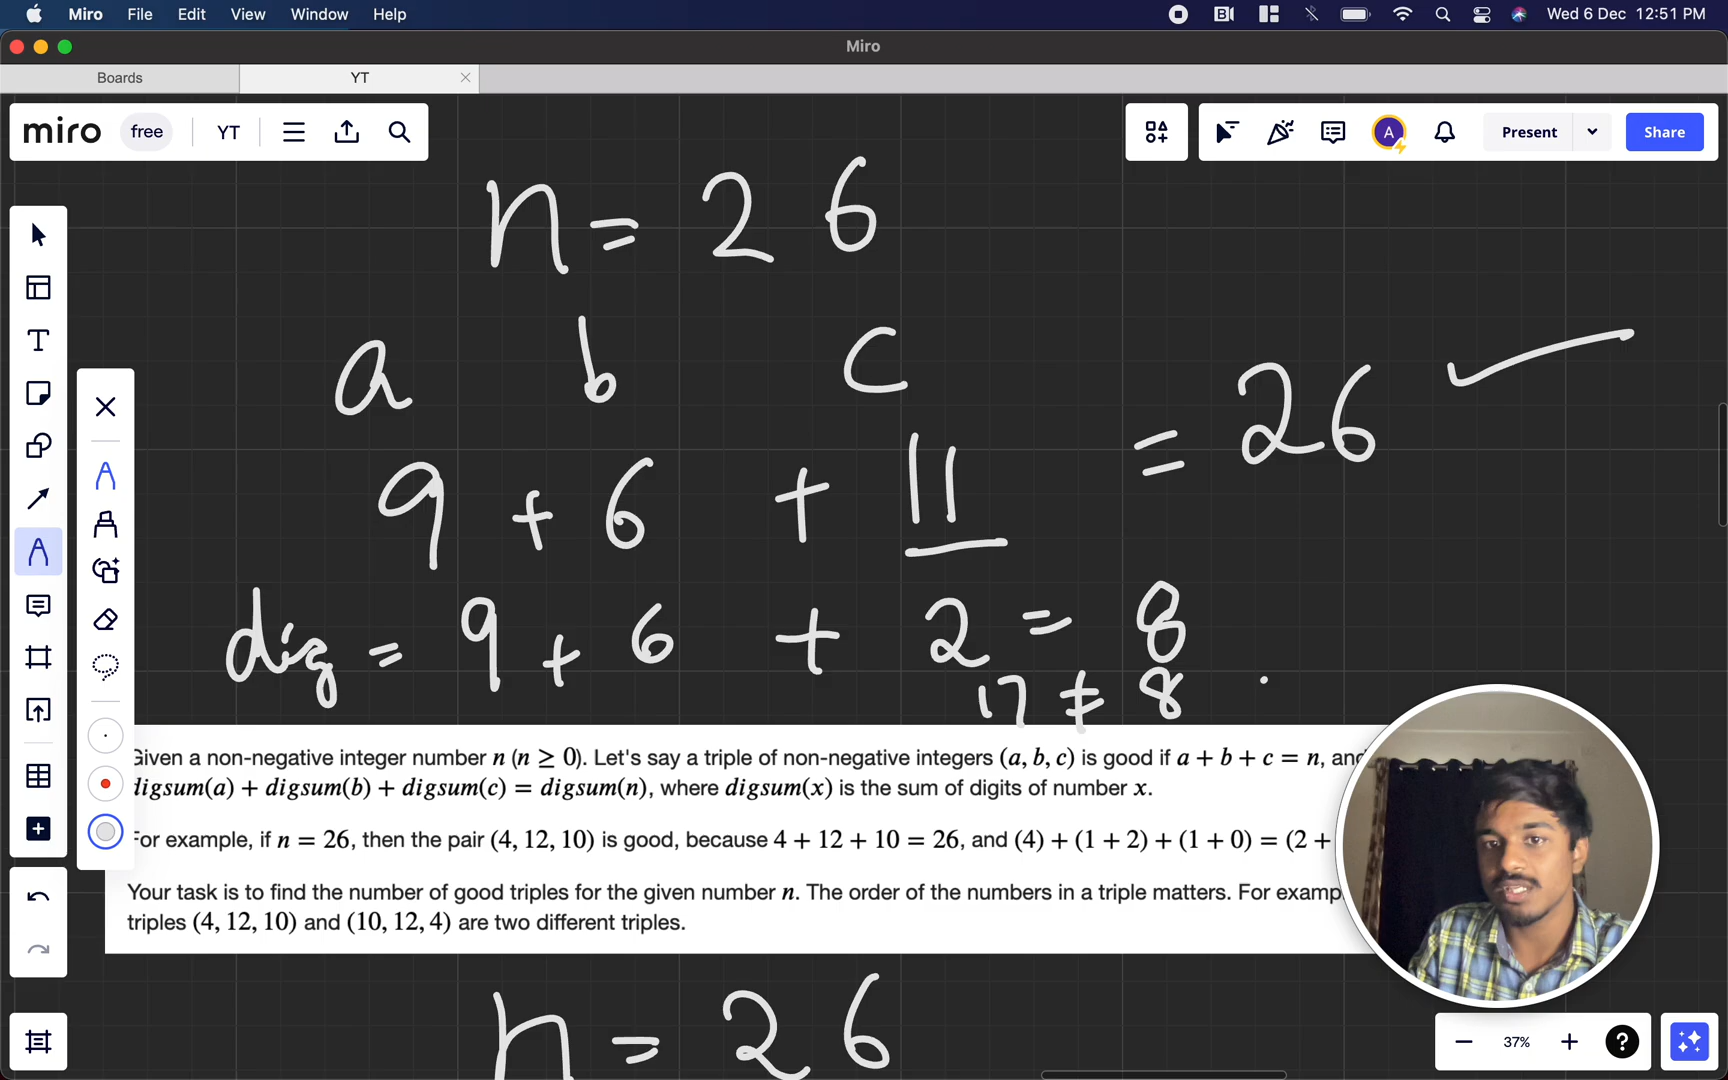 Miro File Edit View Window Help Wed 6 Dec 12:51 PM
Miro
Boards YT
miro free YT A Present Share
n = 26
a b c
9 + 6 + 11 = 26
dig = 9 + 6 + 2 = 8
17 ≠ 8 .
Given a non-negative integer number n (n ≥ 0). Let's say a triple of non-negative integers (a, b, c) is good if a + b + c = n, and
digsum(a) + digsum(b) + digsum(c) = digsum(n), where digsum(x) is the sum of digits of number x.
For example, if n = 26, then the pair (4, 12, 10) is good, because 4 + 12 + 10 = 26, and (4) + (1 + 2) + (1 + 0) = (2 +
Your task is to find the number of good triples for the given number n. The order of the numbers in a triple matters. For examp
triples (4, 12, 10) and (10, 12, 4) are two different triples.
n = 26
37% ?